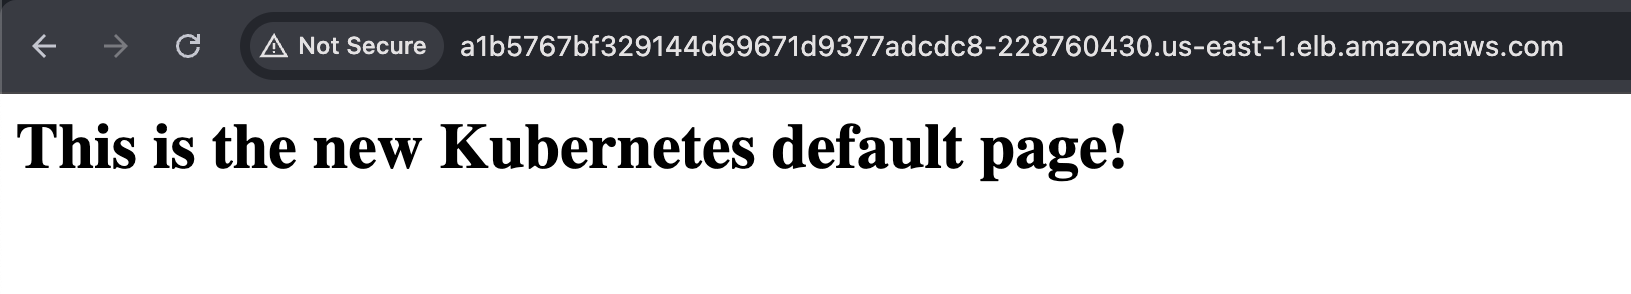 Not Secure a1b5767bf329144d69671d9377adcdc8-228760430.us-east-1.elb.amazonaws.com
This is the new Kubernetes default page!